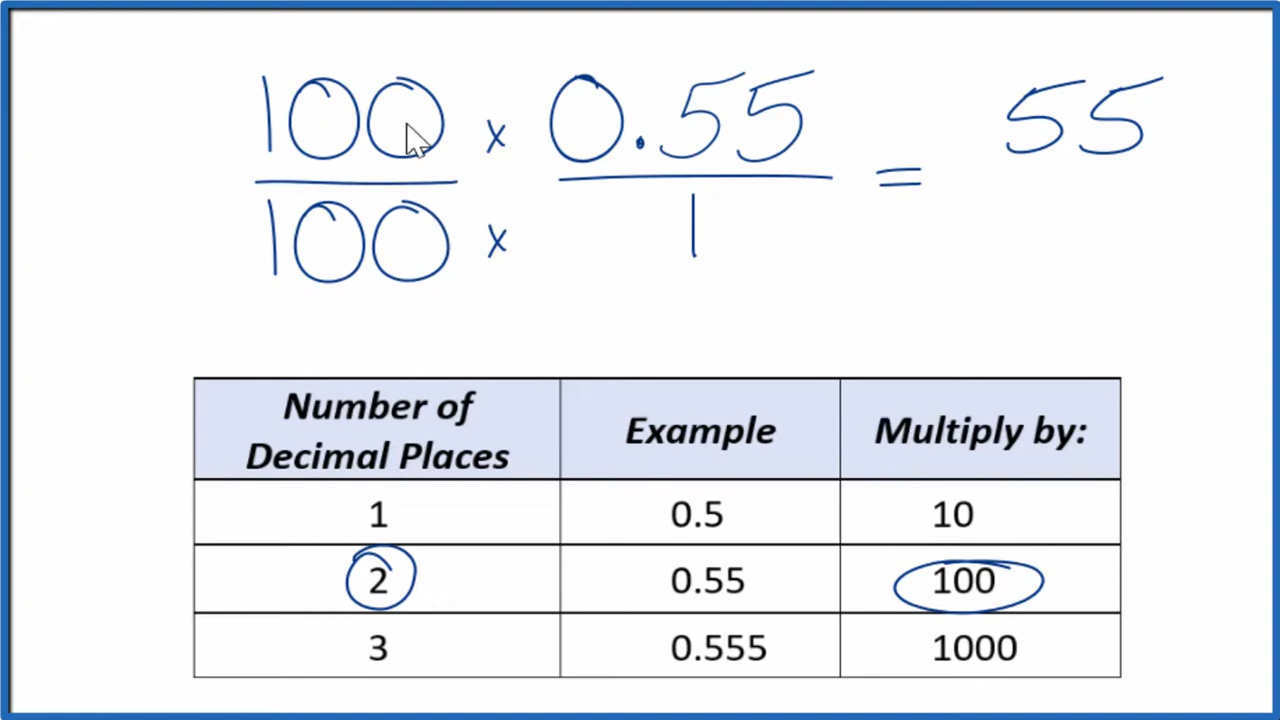 100 × 0.55 = 55
100 × 1
Number of Decimal Places Example Multiply by:
1 0.5 10
2 0.55 100
3 0.555 1000